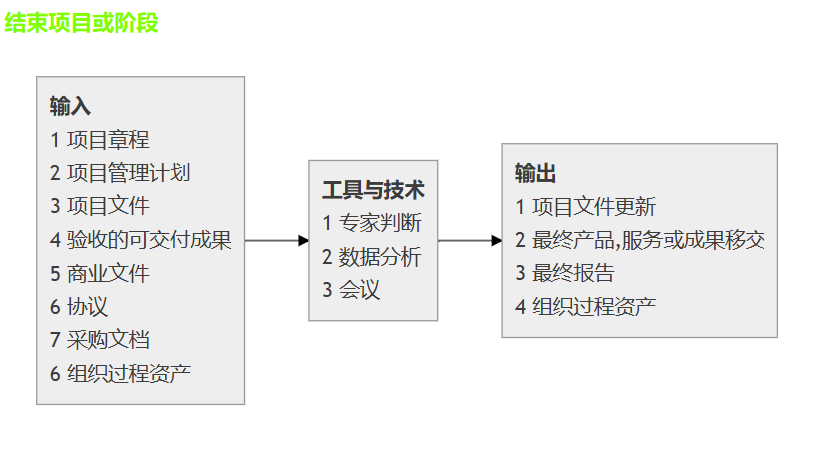 结束项目或阶段
输入
1 项目章程
2 项目管理计划
3 项目文件
4 验收的可交付成果
5 商业文件
6 协议
7 采购文档
6 组织过程资产
工具与技术
1 专家判断
2 数据分析
3 会议
输出
1 项目文件更新
2 最终产品,服务或成果移交
3 最终报告
4 组织过程资产